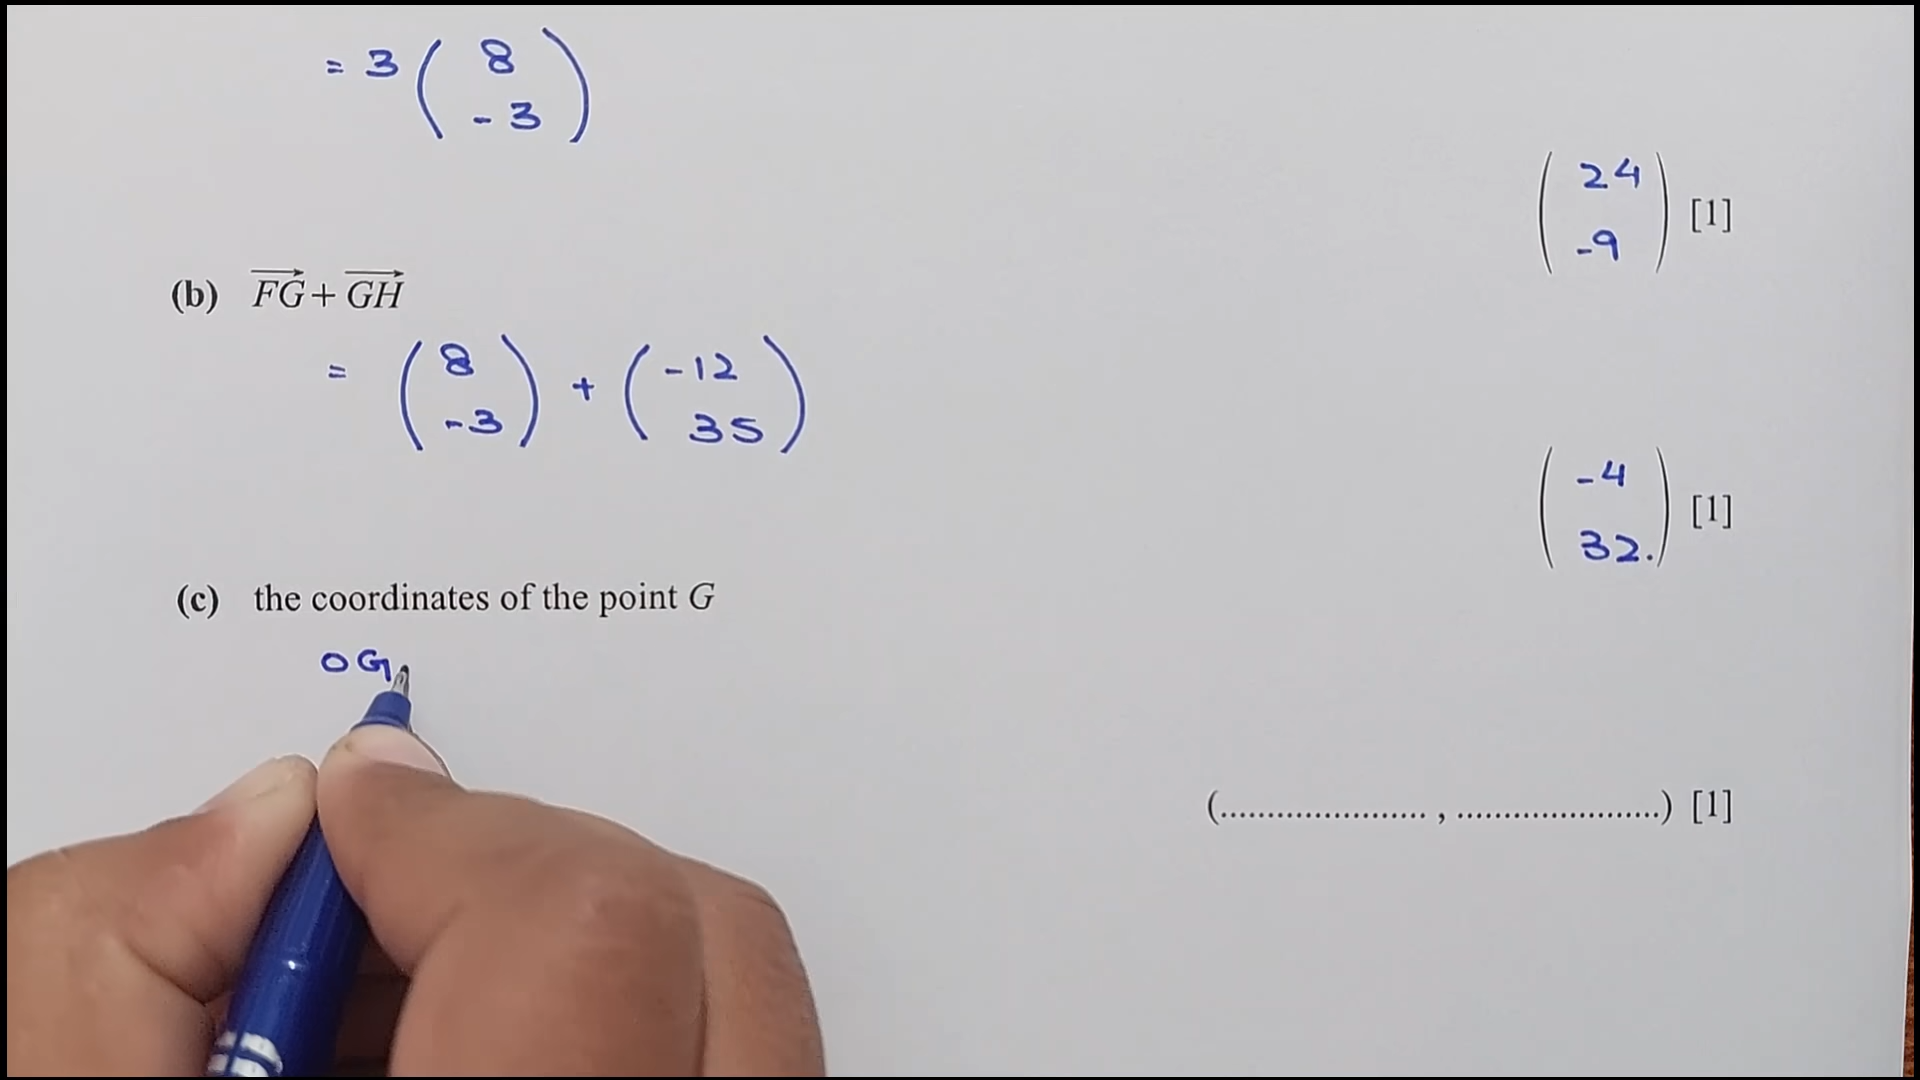 = 3 ( 8
-3 )
( 24
-9 ) [1]
(b) FG + GH
= ( 8
-3 ) + ( -12
35 )
( -4
32. ) [1]
(c) the coordinates of the point G
OG
(...................... , ......................) [1]